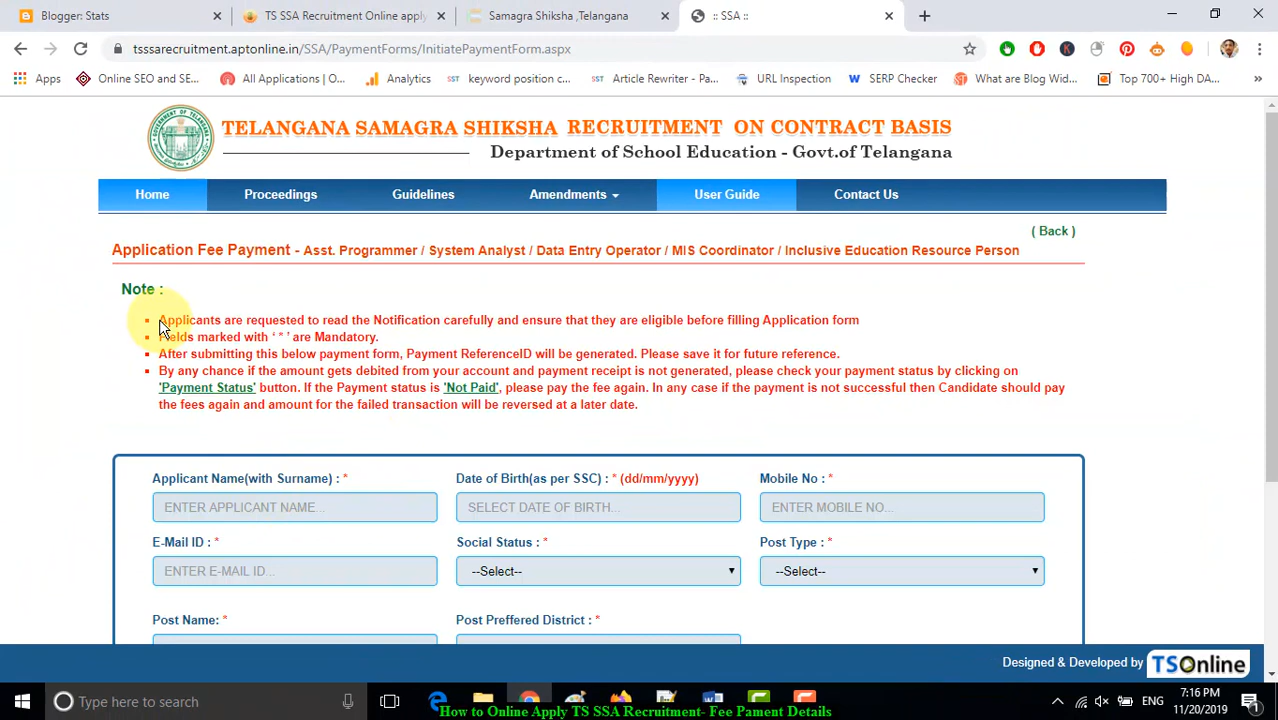 Blogger: Stats
TS SSA Recruitment Online apply
Samagra Shiksha ,Telangana
:: SSA ::
tsssarecruitment.aptonline.in/SSA/PaymentForms/InitiatePaymentForm.aspx
Apps
Online SEO and SE...
All Applications | O...
Analytics
SST keyword position c...
SST Article Rewriter - Pa...
URL Inspection
W SERP Checker
What are Blog Wid...
Top 700+ High DA...
TELANGANA SAMAGRA SHIKSHA RECRUITMENT ON CONTRACT BASIS
Department of School Education - Govt.of Telangana
Home
Proceedings
Guidelines
Amendments
User Guide
Contact Us
( Back )
Application Fee Payment - Asst. Programmer / System Analyst / Data Entry Operator / MIS Coordinator / Inclusive Education Resource Person
Note :
Applicants are requested to read the Notification carefully and ensure that they are eligible before filling Application form
Fields marked with ‘ * ’ are Mandatory.
After submitting this below payment form, Payment ReferenceID will be generated. Please save it for future reference.
By any chance if the amount gets debited from your account and payment receipt is not generated, please check your payment status by clicking on
'Payment Status' button. If the Payment status is 'Not Paid', please pay the fee again. In any case if the payment is not successful then Candidate should pay
the fees again and amount for the failed transaction will be reversed at a later date.
Applicant Name(with Surname) : *
Date of Birth(as per SSC) : * (dd/mm/yyyy)
Mobile No : *
ENTER APPLICANT NAME...
SELECT DATE OF BIRTH...
ENTER MOBILE NO...
E-Mail ID : *
Social Status : *
Post Type : *
ENTER E-MAIL ID...
--Select--
--Select--
Post Name: *
Post Preffered District : *
Designed & Developed by TSOnline
Type here to search
ENG
7:16 PM
11/20/2019
1
How to Online Apply TS SSA Recruitment- Fee Pament Details